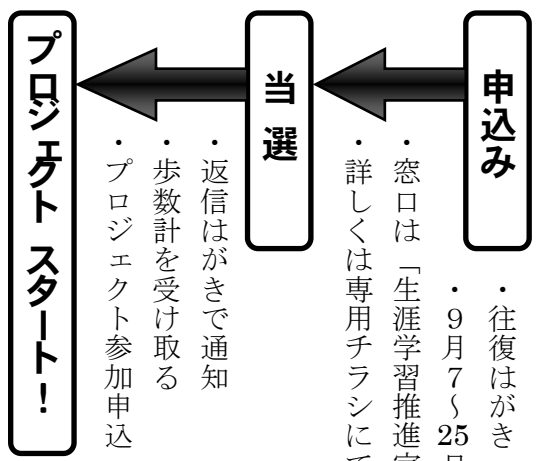 申込み
・往復はがき
・９月７～25
・窓口は「生涯学習推進室
・詳しくは専用チラシにて
当選
・返信はがきで通知
・歩数計を受け取る
・プロジェクト参加申込
プロジェクト スタート！